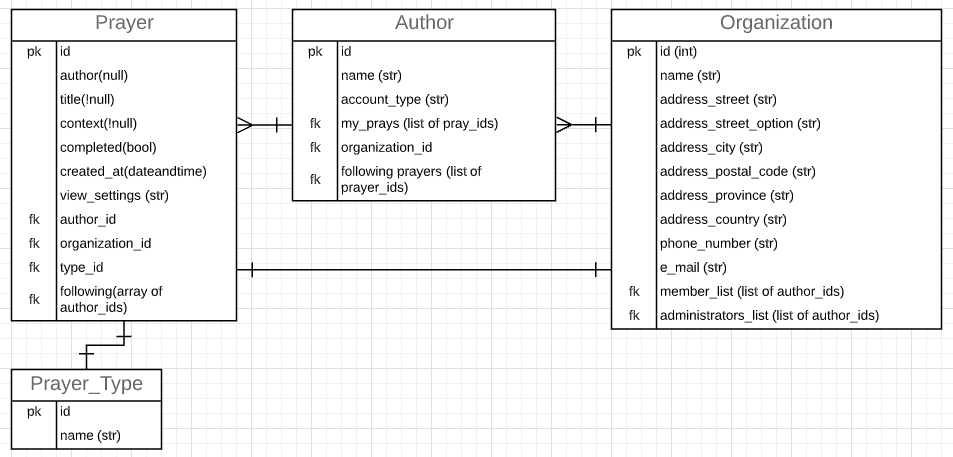 Prayer
pk id
author(null)
title(!null)
context(!null)
completed(bool)
created_at(dateandtime)
view_settings (str)
fk author_id
fk organization_id
fk type_id
fk following(array of
author_ids)
Author
pk id
name (str)
account_type (str)
fk my_prays (list of pray_ids)
fk organization_id
fk following prayers (list of
prayer_ids)
Organization
pk id (int)
name (str)
address_street (str)
address_street_option (str)
address_city (str)
address_postal_code (str)
address_province (str)
address_country (str)
phone_number (str)
e_mail (str)
fk member_list (list of author_ids)
fk administrators_list (list of author_ids)
Prayer_Type
pk id
name (str)